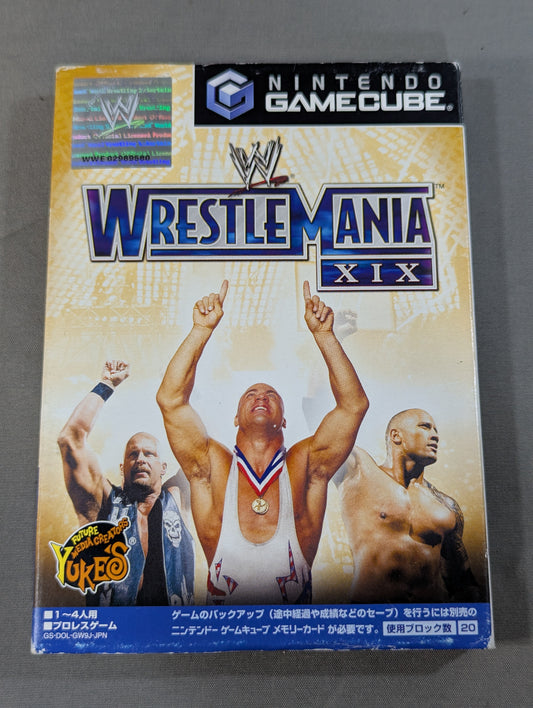 NINTENDO
GAMECUBE®
WWE 02989580
W
WRESTLEMANIA™
XIX
FUTURE
MEDIA CREATORS
YUKE'S®
■1～4人用
■プロレスゲーム
GS-DOL-GW9J-JPN
ゲームのバックアップ（途中経過や成績などのセーブ）を行うには別売の
ニンテンドー ゲームキューブ メモリーカード が必要です。
使用ブロック数 20